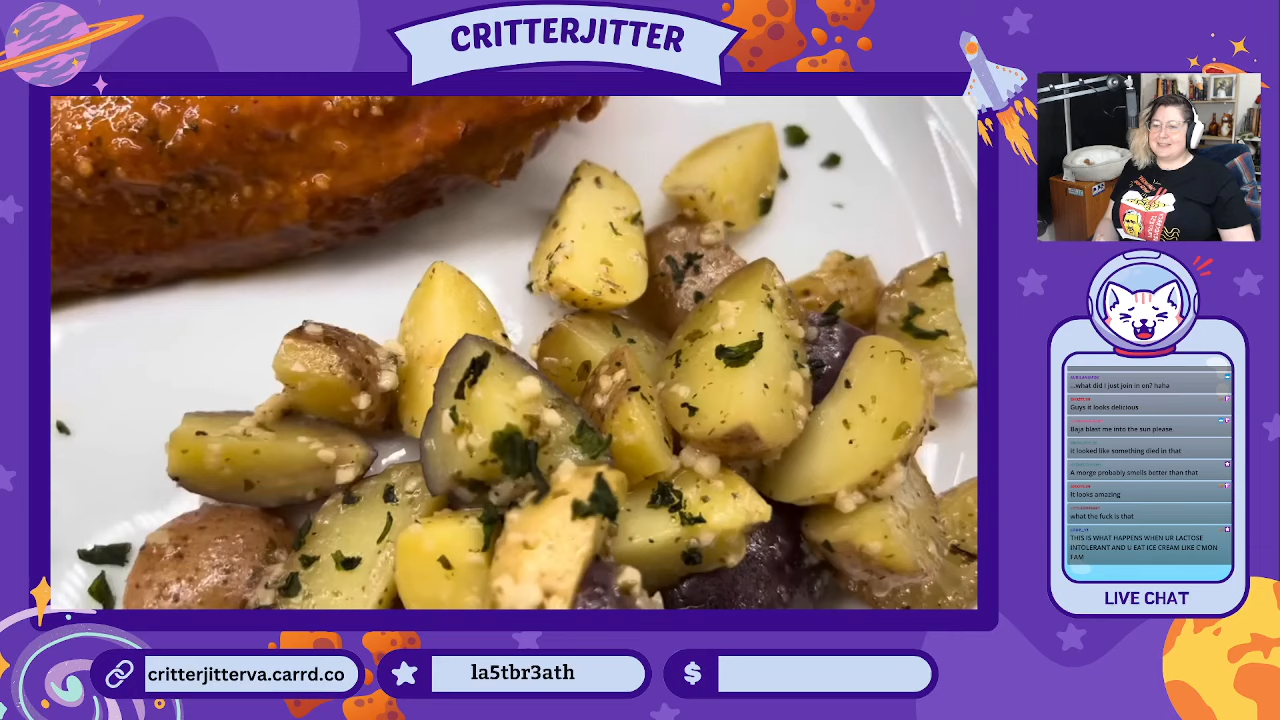 CRITTERJITTER
...what did I just join in on? haha
Guys it looks delicious
Baja blast me into the sun please.
it looked like something died in that
A morge probably smells better than that
It looks amazing
what the fuck is that
THIS IS WHAT HAPPENS WHEN UR LACTOSE
INTOLERANT AND U EAT ICE CREAM LIKE C'MON
FAM
LIVE CHAT
critterjitterva.carrd.co
la5tbr3ath
$